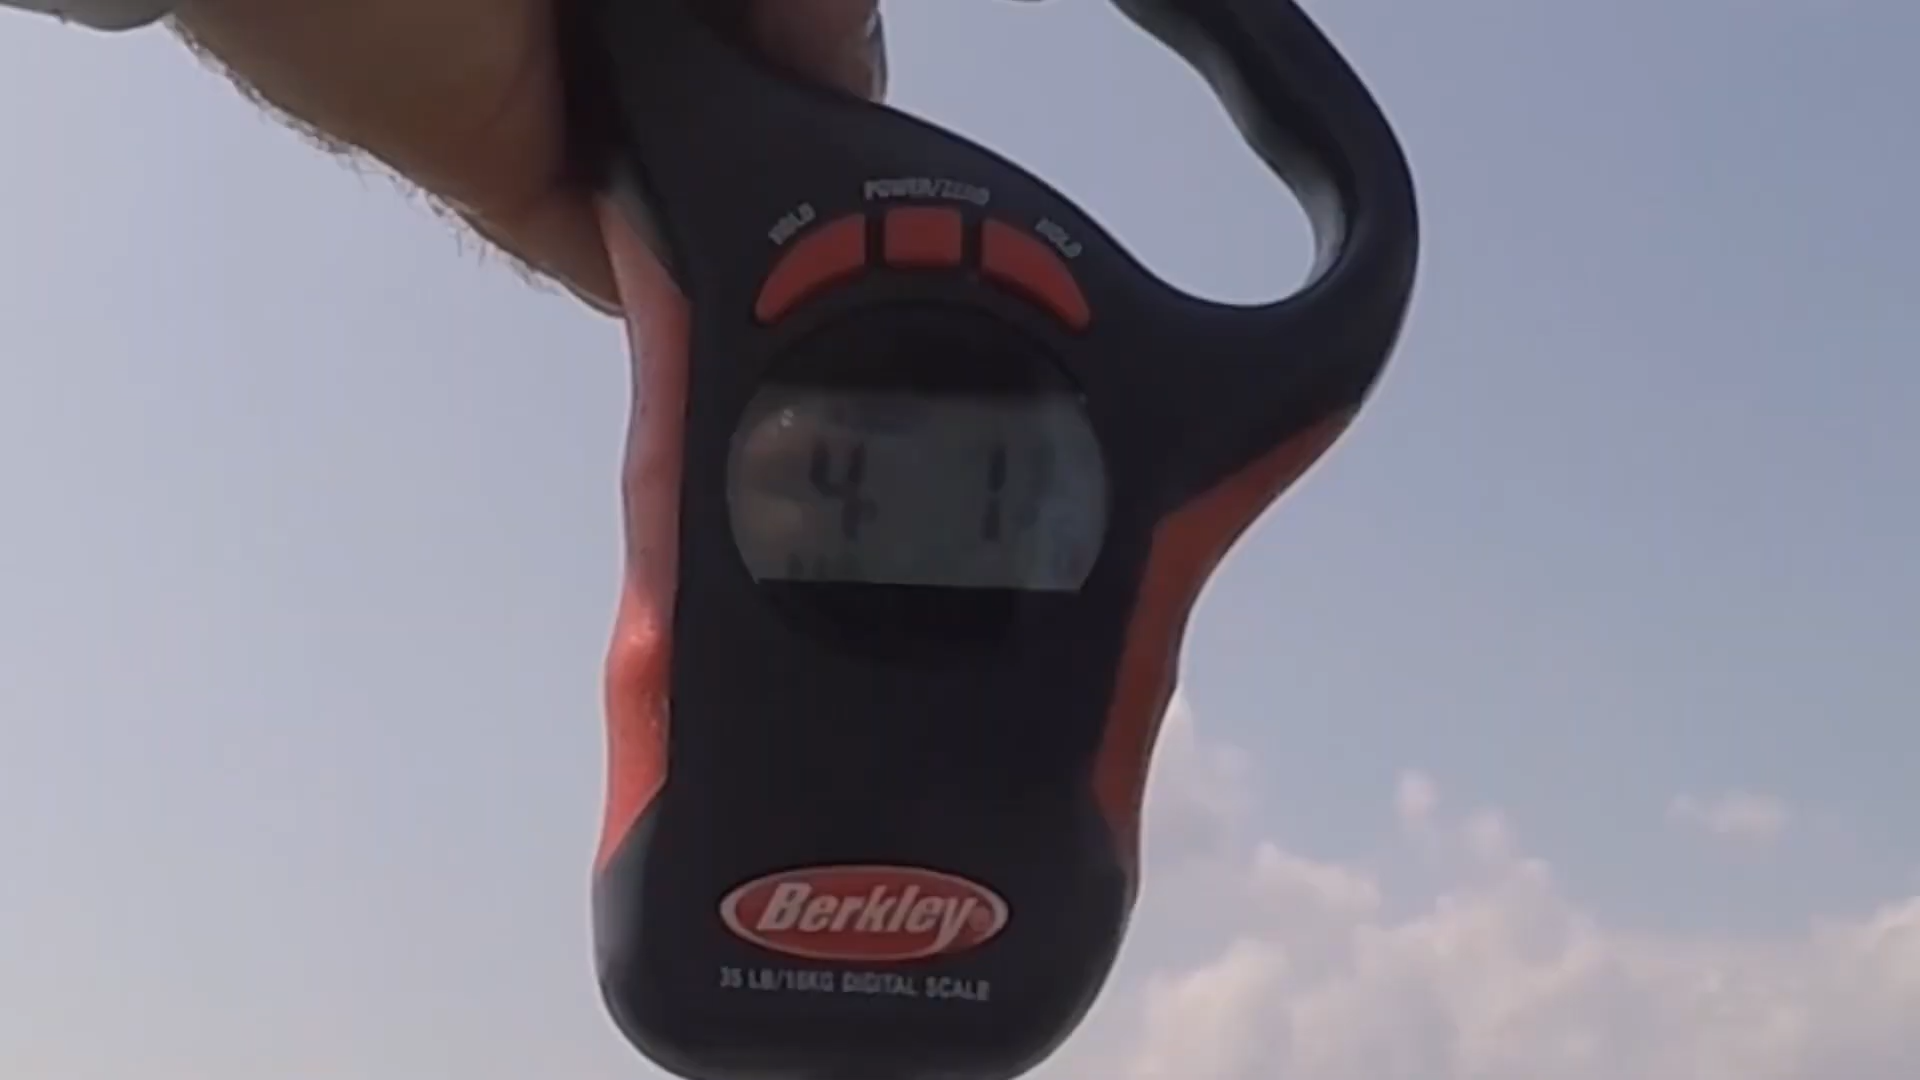 POWER/ZERO
HOLD HOLD
4 1
Berkley
35 LB/16KG DIGITAL SCALE